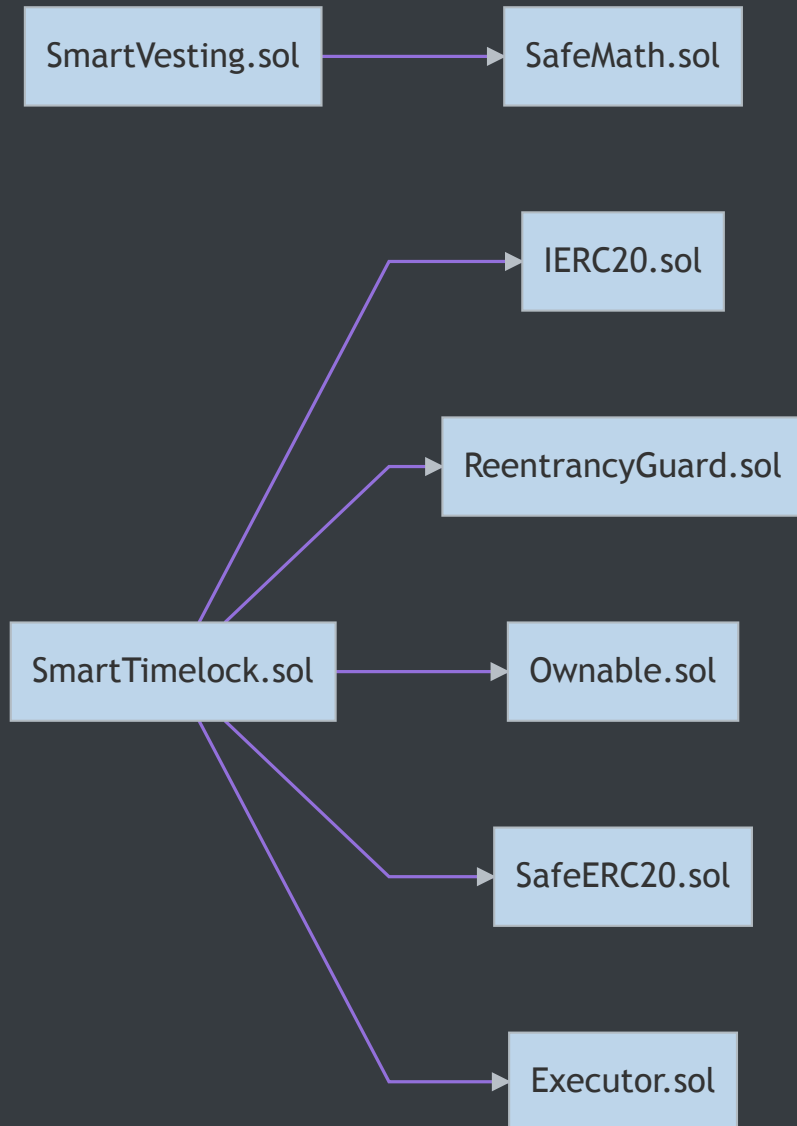 SmartVesting.sol
SafeMath.sol
IERC20.sol
ReentrancyGuard.sol
SmartTimelock.sol
Ownable.sol
SafeERC20.sol
Executor.sol